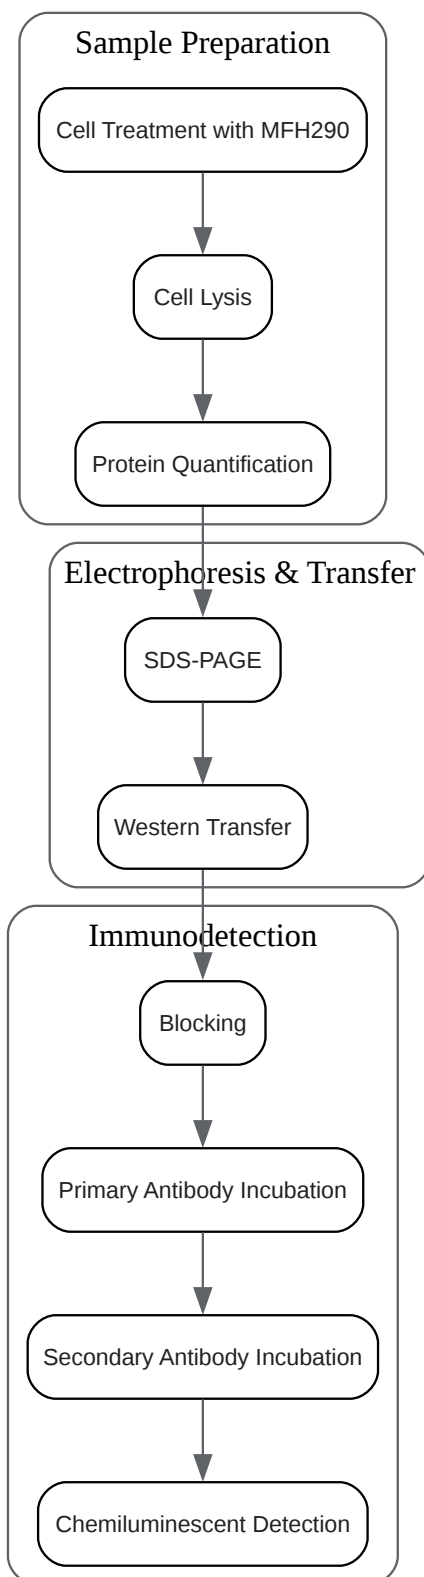 Sample Preparation
Cell Treatment with MFH290
Cell Lysis
Protein Quantification
Electrophoresis & Transfer
SDS-PAGE
Western Transfer
Immunodetection
Blocking
Primary Antibody Incubation
Secondary Antibody Incubation
Chemiluminescent Detection